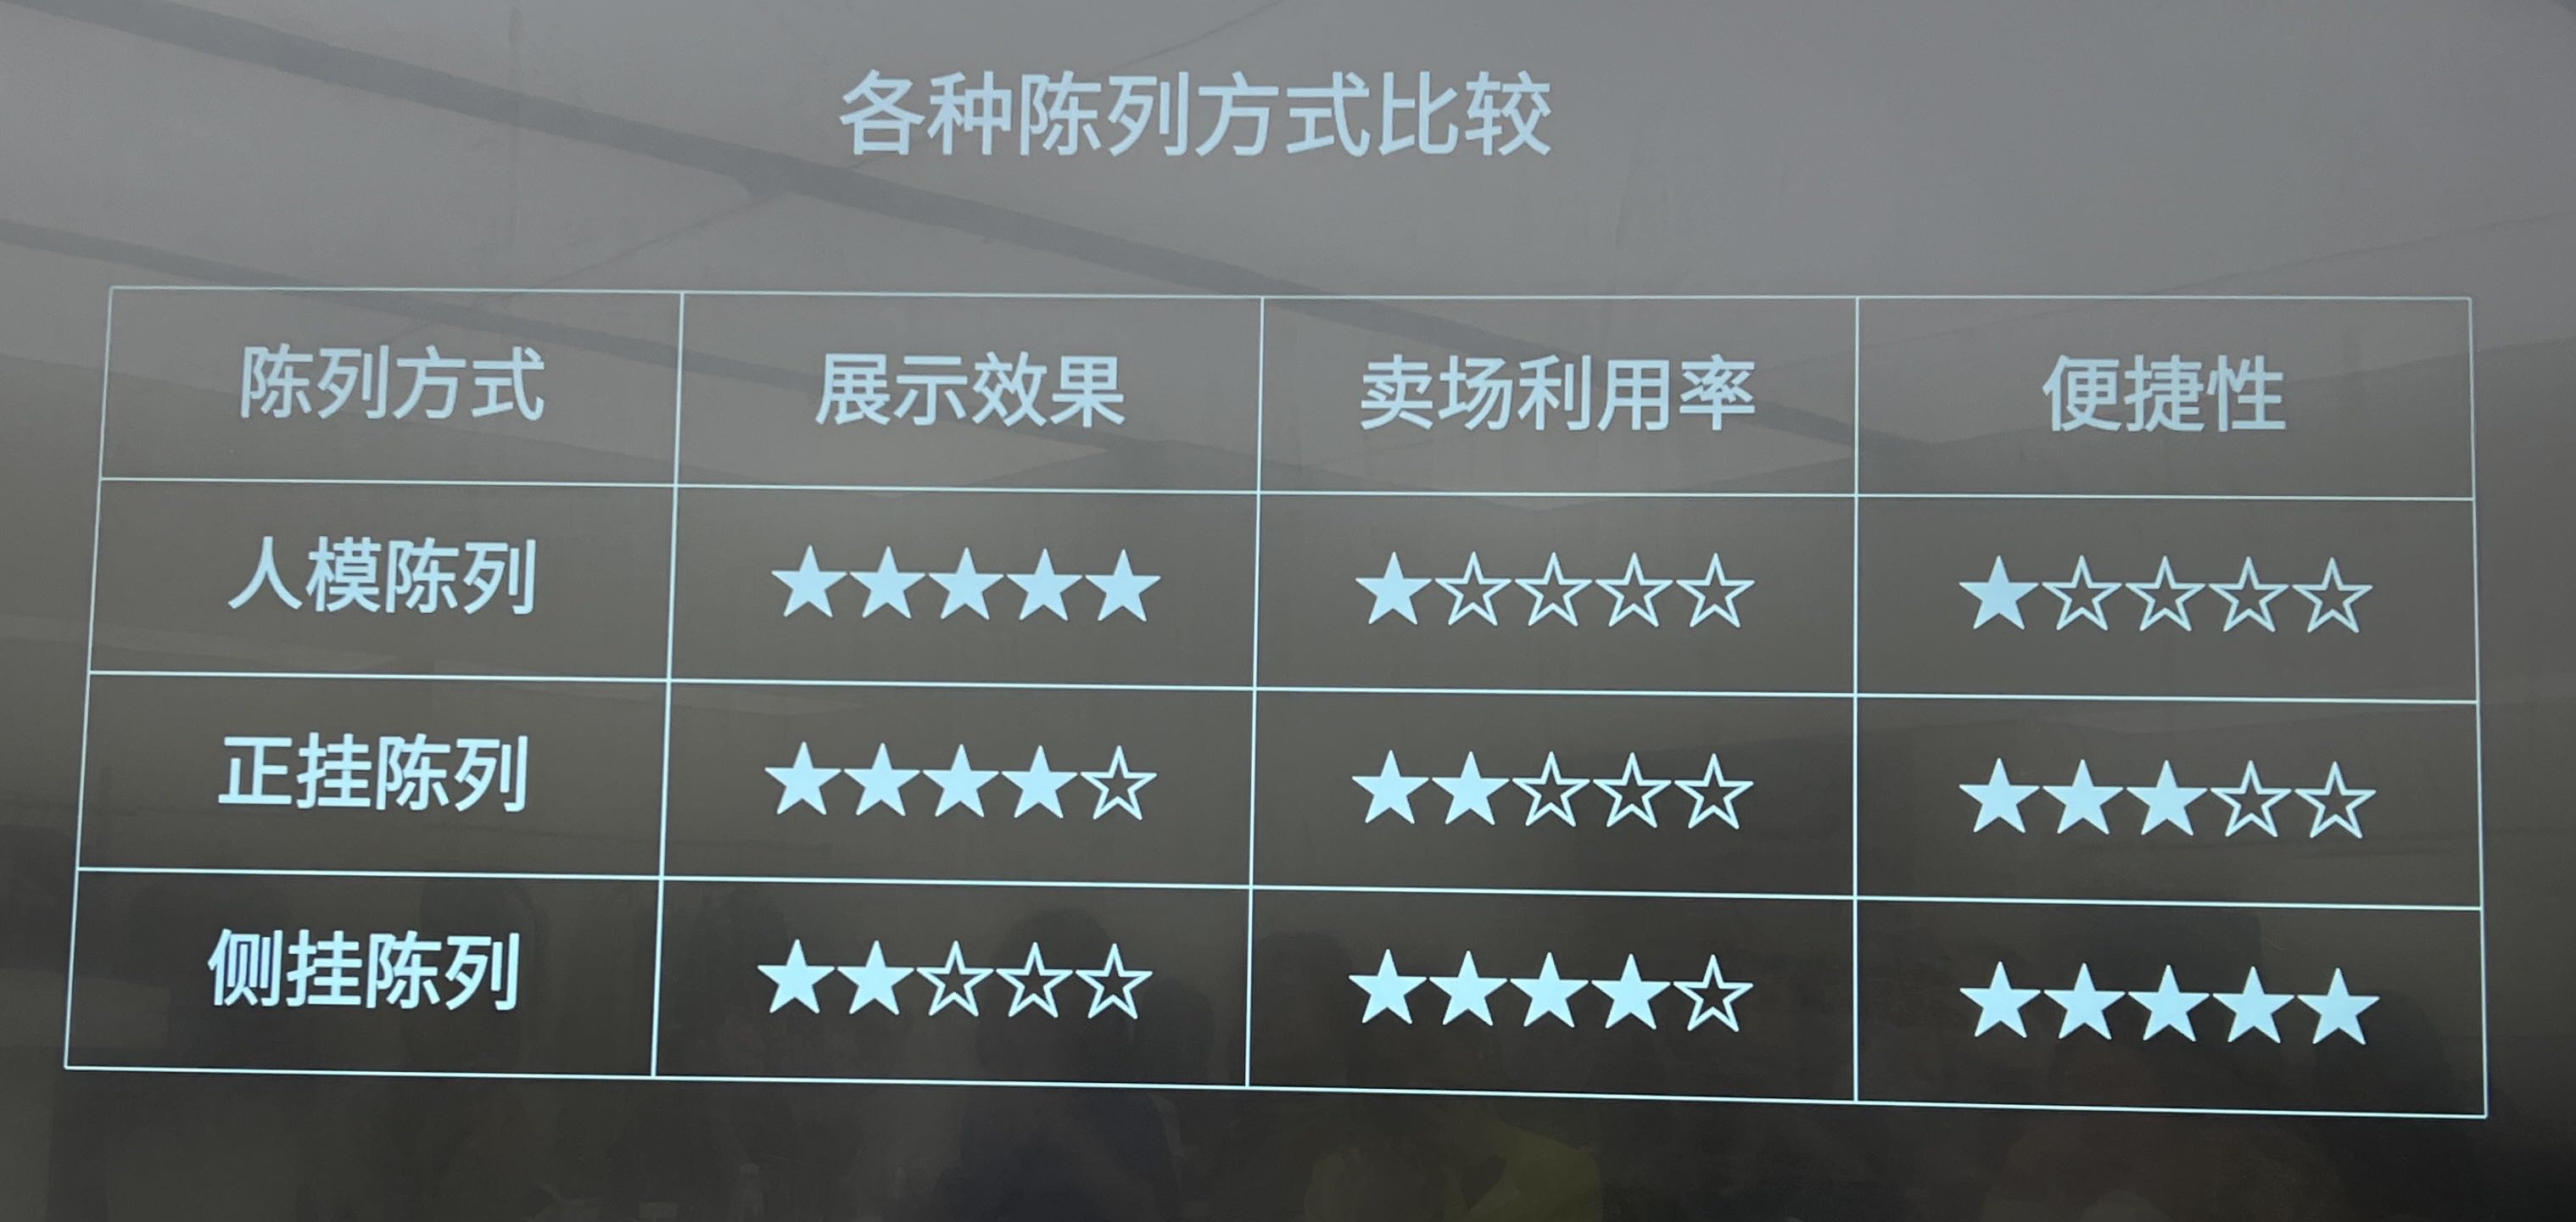 各种陈列方式比较
陈列方式 展示效果 卖场利用率 便捷性
人模陈列 ★★★★★ ★☆☆☆☆ ★☆☆☆☆
正挂陈列 ★★★★☆ ★★☆☆☆ ★★★☆☆
侧挂陈列 ★★☆☆☆ ★★★★☆ ★★★★★